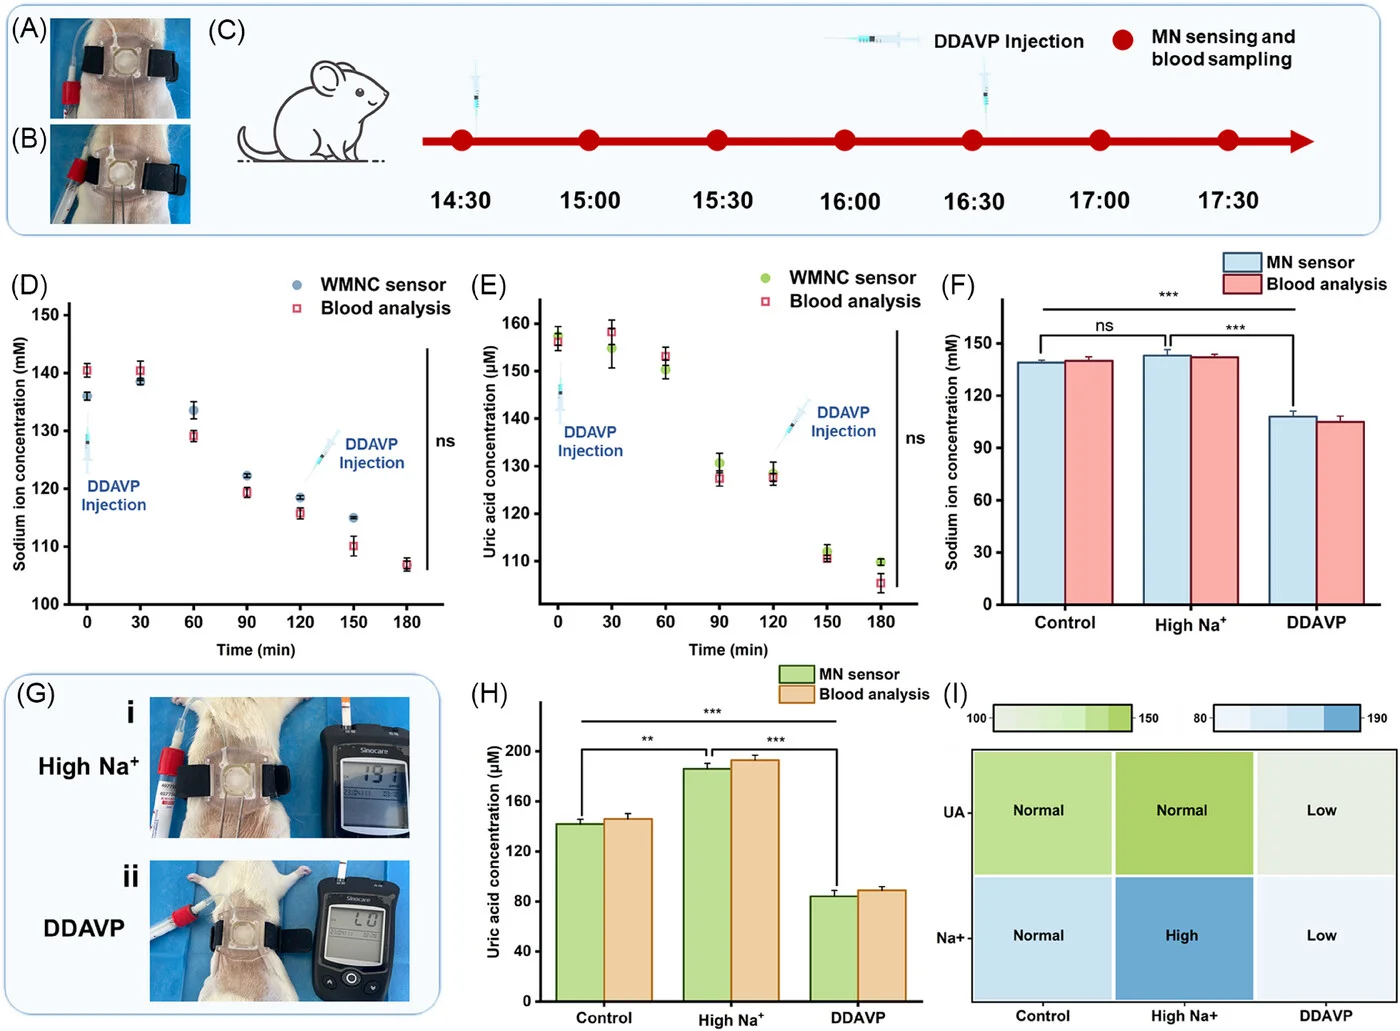 (A)
(B)
(C)
DDAVP Injection
MN sensing and
blood sampling
14:30 15:00 15:30 16:00 16:30 17:00 17:30
(D)
WMNC sensor
Blood analysis
Sodium ion concentration (mM)
150
140
130
120
110
100
DDAVP
Injection
DDAVP
Injection
ns
0 30 60 90 120 150 180
Time (min)
(E)
WMNC sensor
Blood analysis
Uric acid concentration (μM)
160
150
140
130
120
110
DDAVP
Injection
DDAVP
Injection
ns
0 30 60 90 120 150 180
Time (min)
(F)
MN sensor
Blood analysis
Sodium ion concentration (mM)
150
120
90
60
30
0
***
ns
***
Control High Na+ DDAVP
(G)
i
High Na+
Sinocare
191
ii
DDAVP
Sinocare
LO
(H)
MN sensor
Blood analysis
Uric acid concentration (μM)
200
160
120
80
40
0
***
**
***
Control High Na+ DDAVP
(I)
100 150
80 190
UA
Normal Normal Low
Na+
Normal High Low
Control High Na+ DDAVP